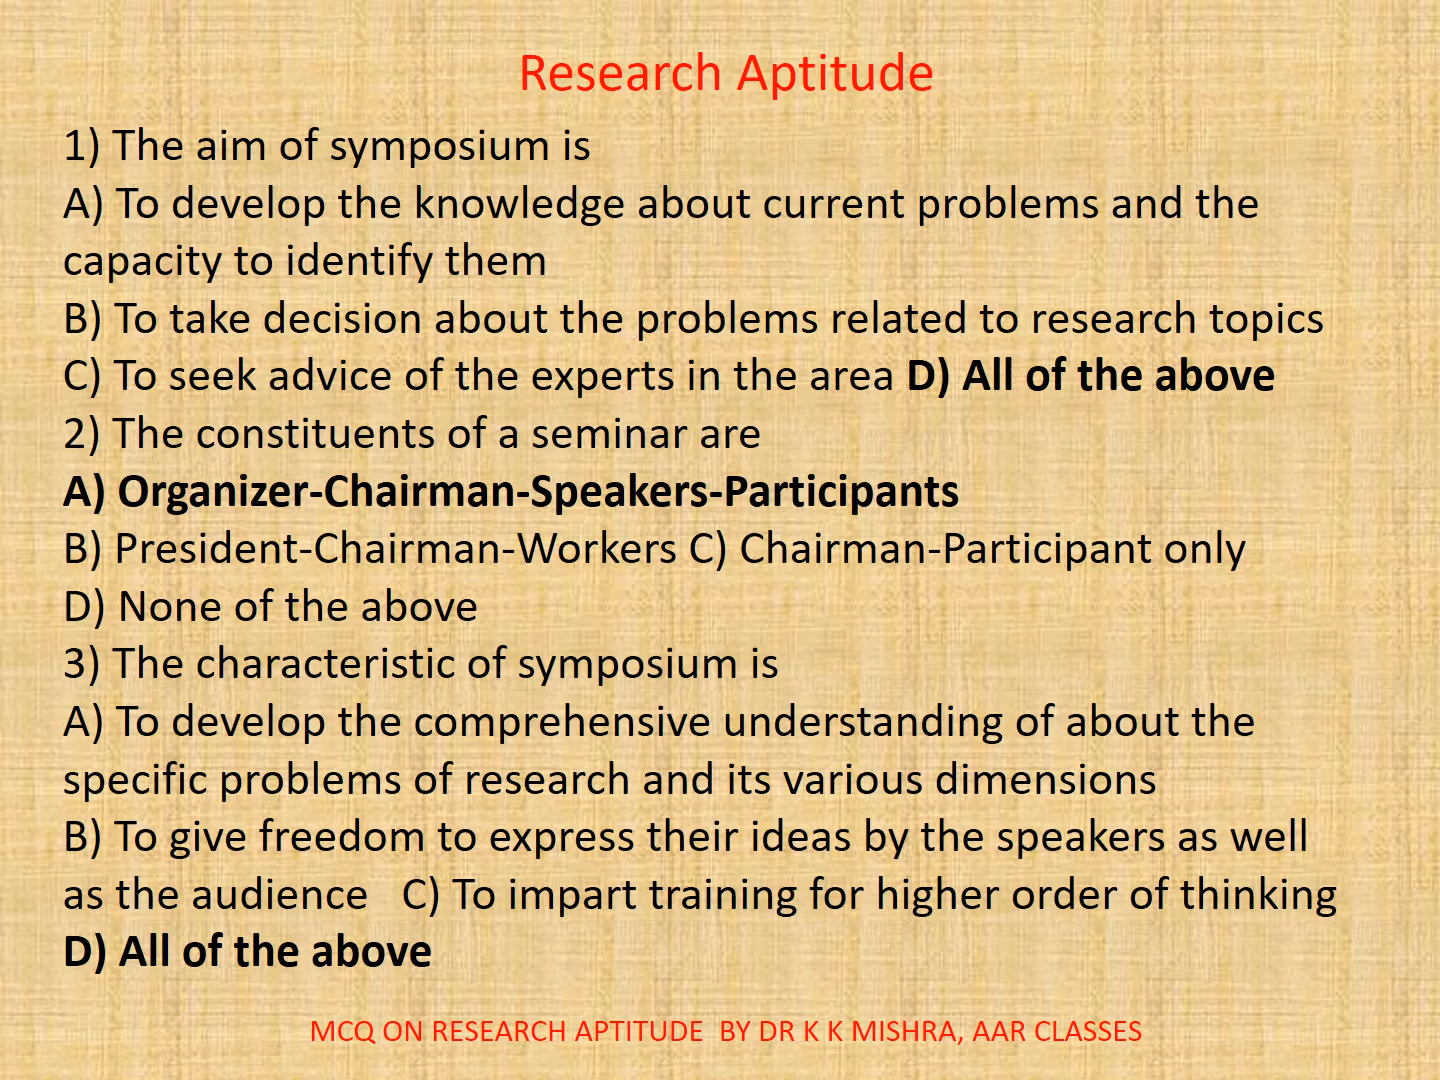 Research Aptitude
1) The aim of symposium is
A) To develop the knowledge about current problems and the
capacity to identify them
B) To take decision about the problems related to research topics
C) To seek advice of the experts in the area D) All of the above
2) The constituents of a seminar are
A) Organizer-Chairman-Speakers-Participants
B) President-Chairman-Workers C) Chairman-Participant only
D) None of the above
3) The characteristic of symposium is
A) To develop the comprehensive understanding of about the
specific problems of research and its various dimensions
B) To give freedom to express their ideas by the speakers as well
as the audience   C) To impart training for higher order of thinking
D) All of the above
MCQ ON RESEARCH APTITUDE  BY DR K K MISHRA, AAR CLASSES